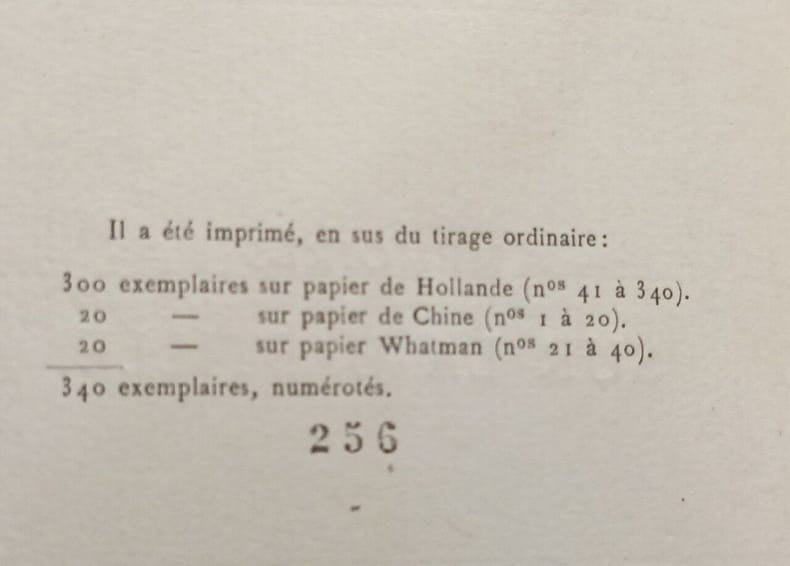 Il a été imprimé, en sus du tirage ordinaire :
300 exemplaires sur papier de Hollande (nos 41 à 340).
20 — sur papier de Chine (nos 1 à 20).
20 — sur papier Whatman (nos 21 à 40).
340 exemplaires, numérotés.
256